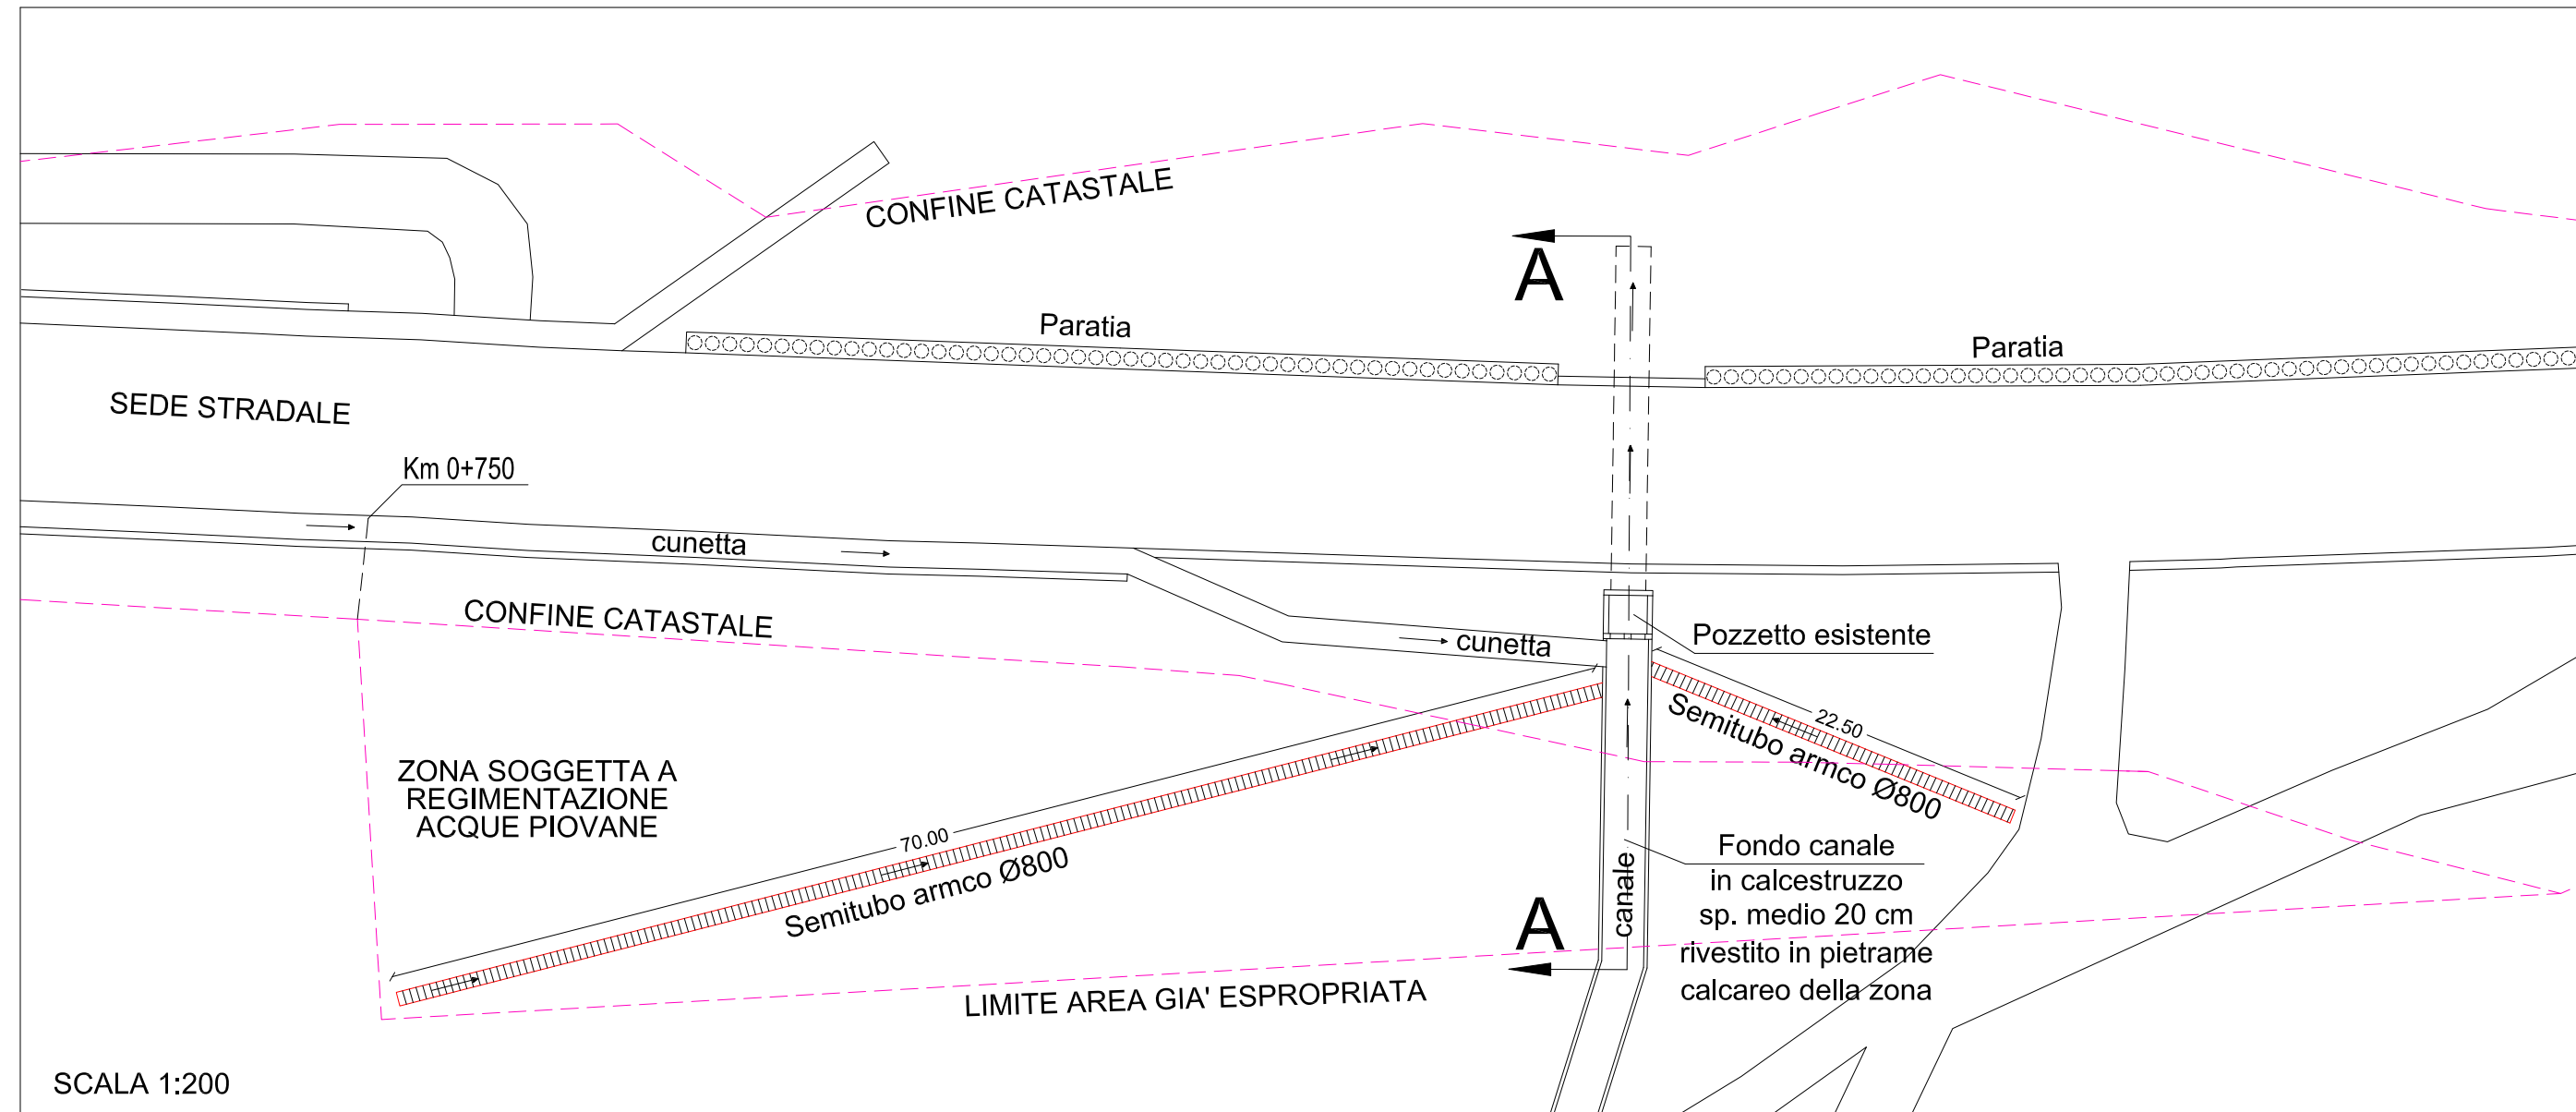 CONFINE CATASTALE
A
Paratia
Paratia
SEDE STRADALE
Km 0+750
cunetta
CONFINE CATASTALE
cunetta
Pozzetto esistente
22.50
Semitubo armco Ø800
ZONA SOGGETTA A
REGIMENTAZIONE
ACQUE PIOVANE
70.00
Semitubo armco Ø800
canale
Fondo canale
in calcestruzzo
sp. medio 20 cm
rivestito in pietrame
calcareo della zona
A
LIMITE AREA GIA' ESPROPRIATA
SCALA 1:200